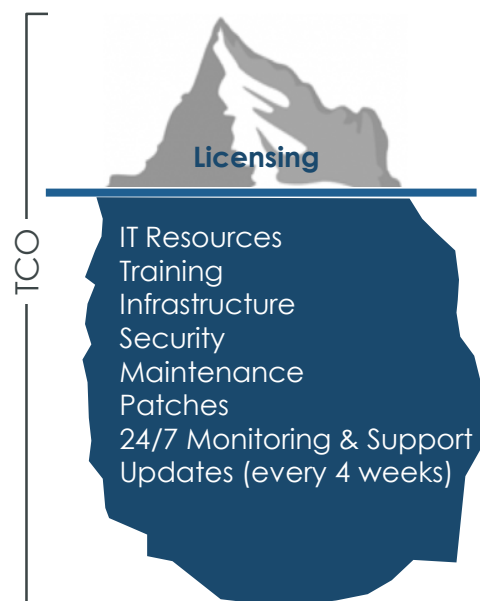 Licensing
TCO
IT Resources
Training
Infrastructure
Security
Maintenance
Patches
24/7 Monitoring & Support
Updates (every 4 weeks)